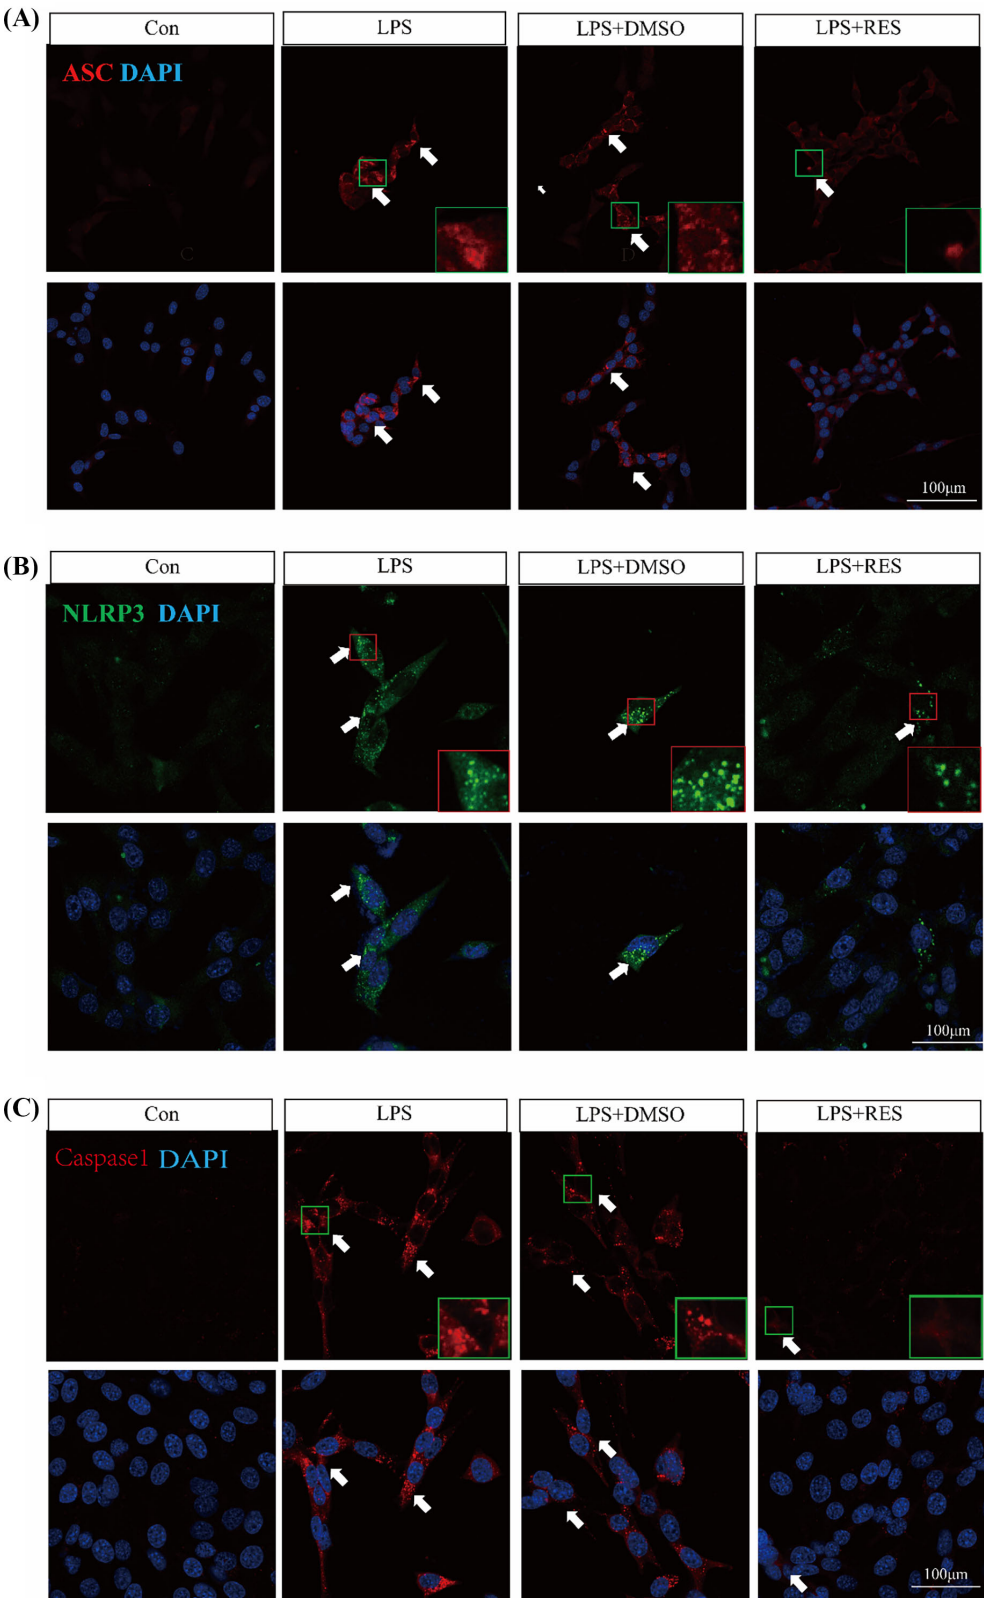 (A)
Con LPS LPS+DMSO LPS+RES
ASC DAPI
C D
100μm
(B)
Con LPS LPS+DMSO LPS+RES
NLRP3 DAPI
100μm
(C)
Con LPS LPS+DMSO LPS+RES
Caspase1 DAPI
100μm